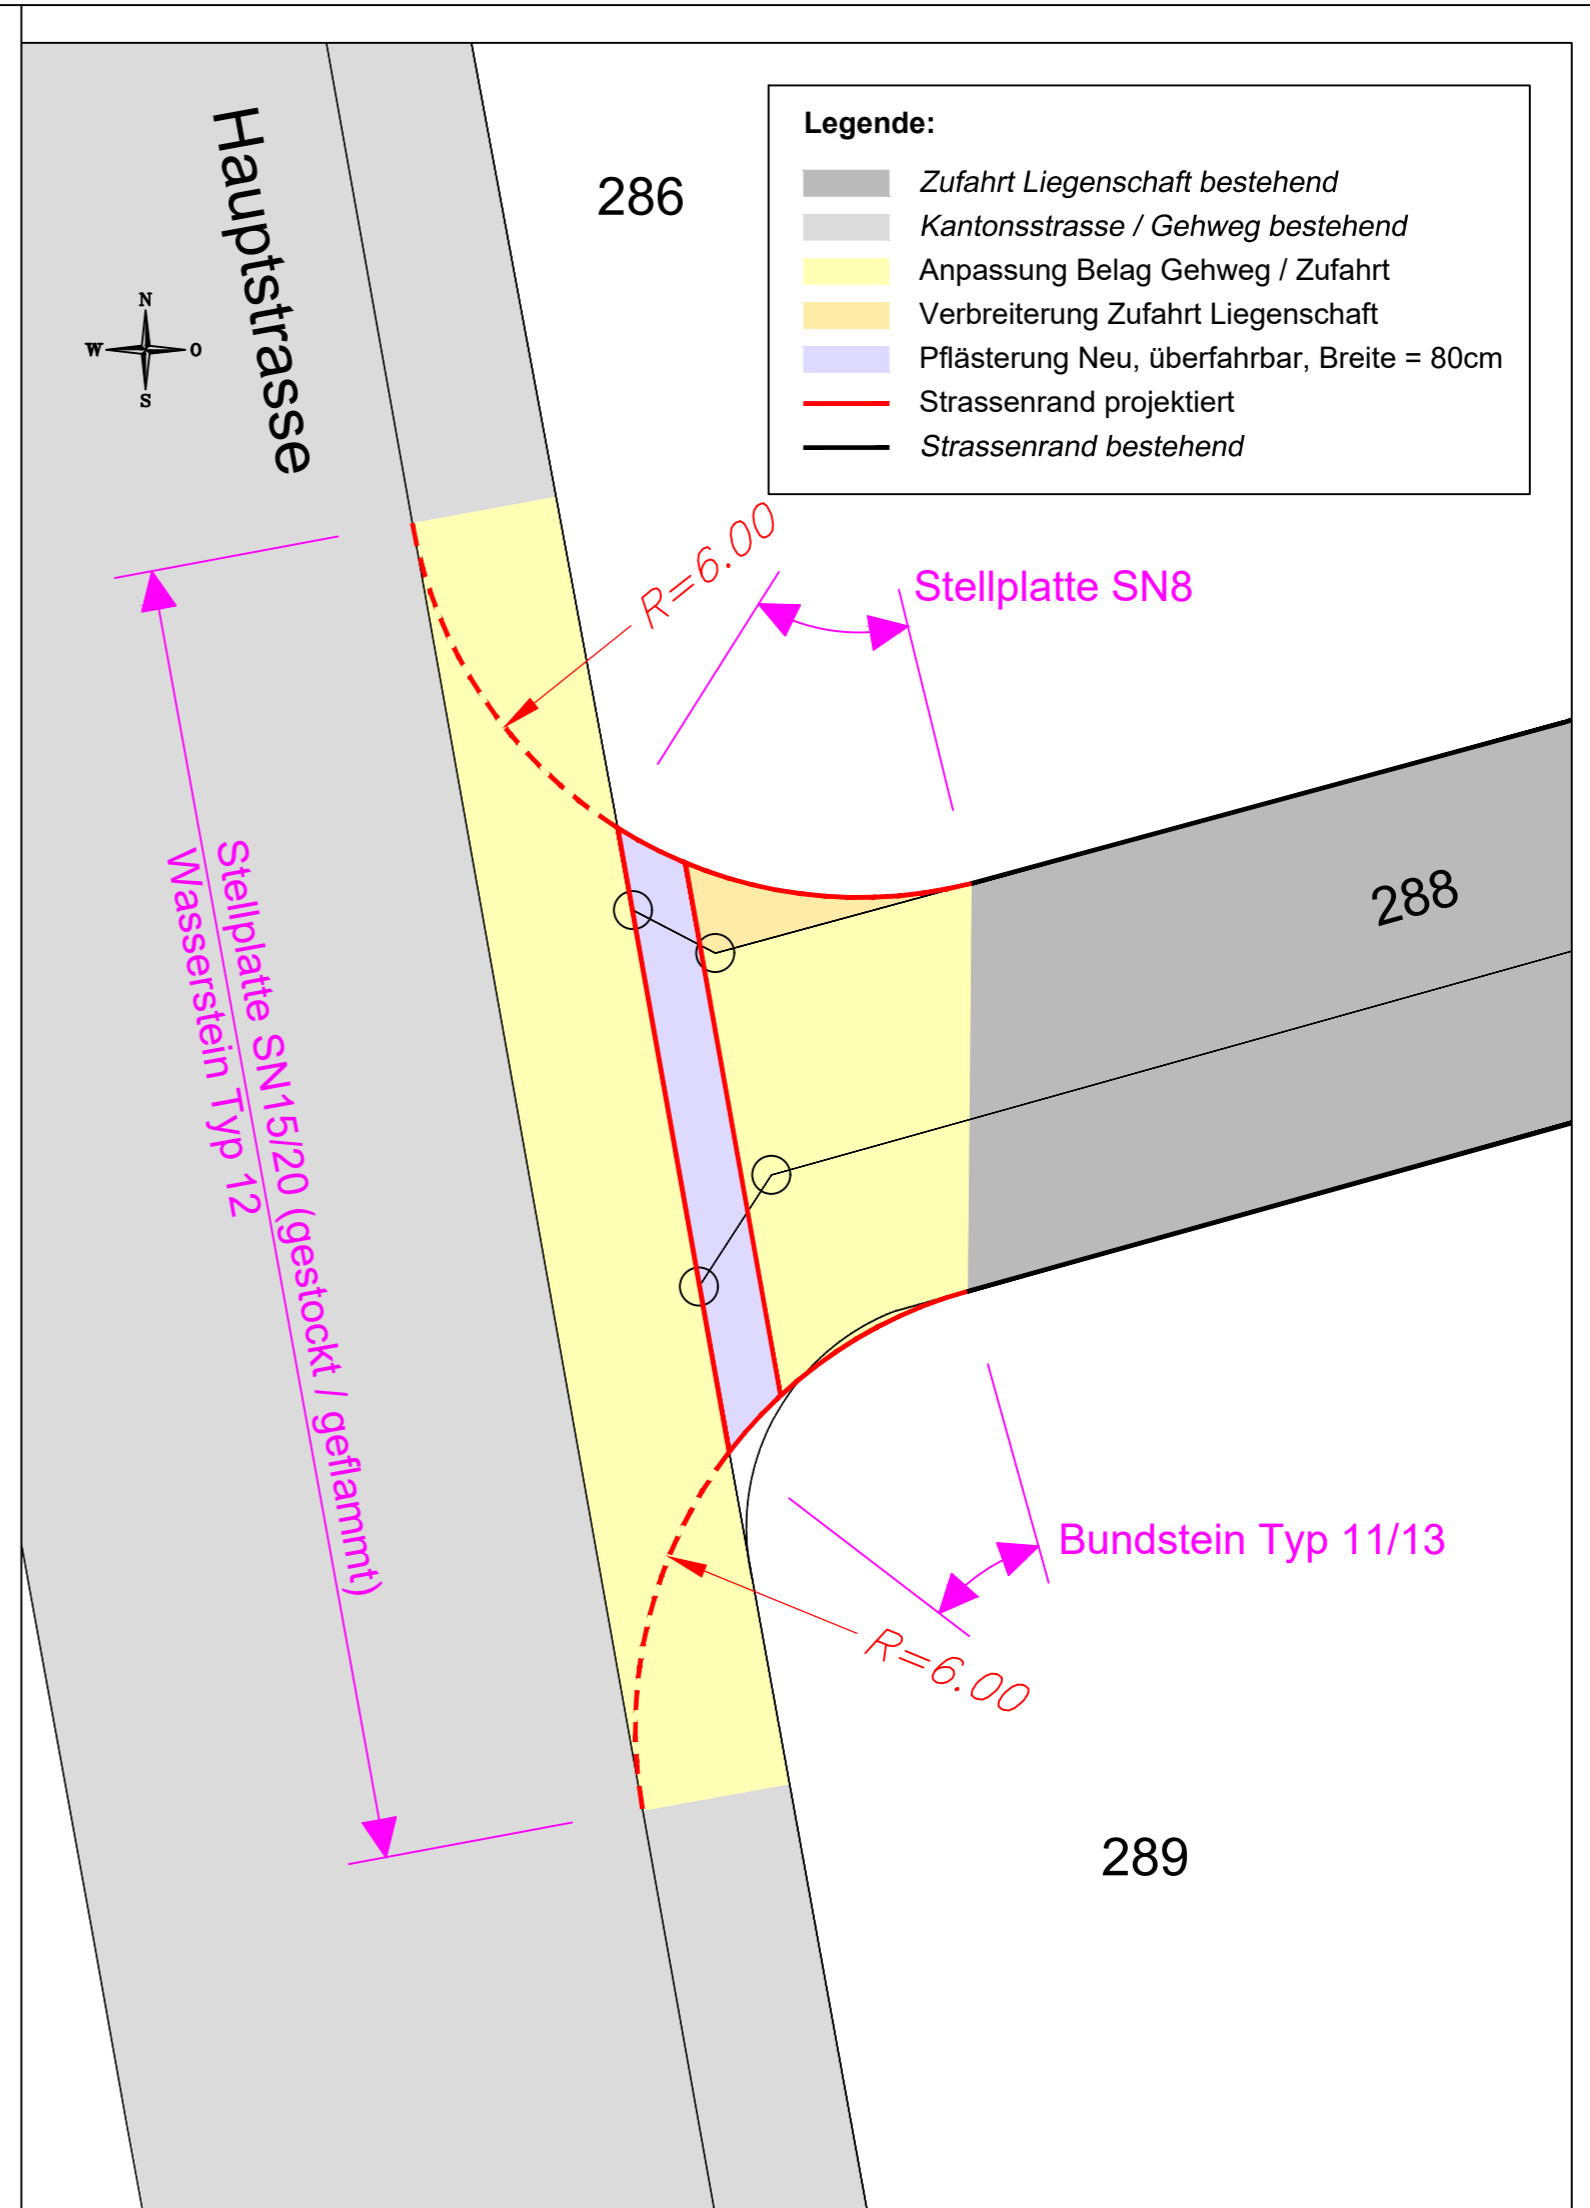 Hauptstrasse
286
Legende:
Zufahrt Liegenschaft bestehend
Kantonsstrasse / Gehweg bestehend
Anpassung Belag Gehweg / Zufahrt
Verbreiterung Zufahrt Liegenschaft
Pflästerung Neu, überfahrbar, Breite = 80cm
Strassenrand projektiert
Strassenrand bestehend
N
W
O
S
R=6.00
Stellplatte SN8
288
Stellplatte SN15/20 (gestockt / geflammt)
Wasserstein Typ 12
Bundstein Typ 11/13
R=6.00
289